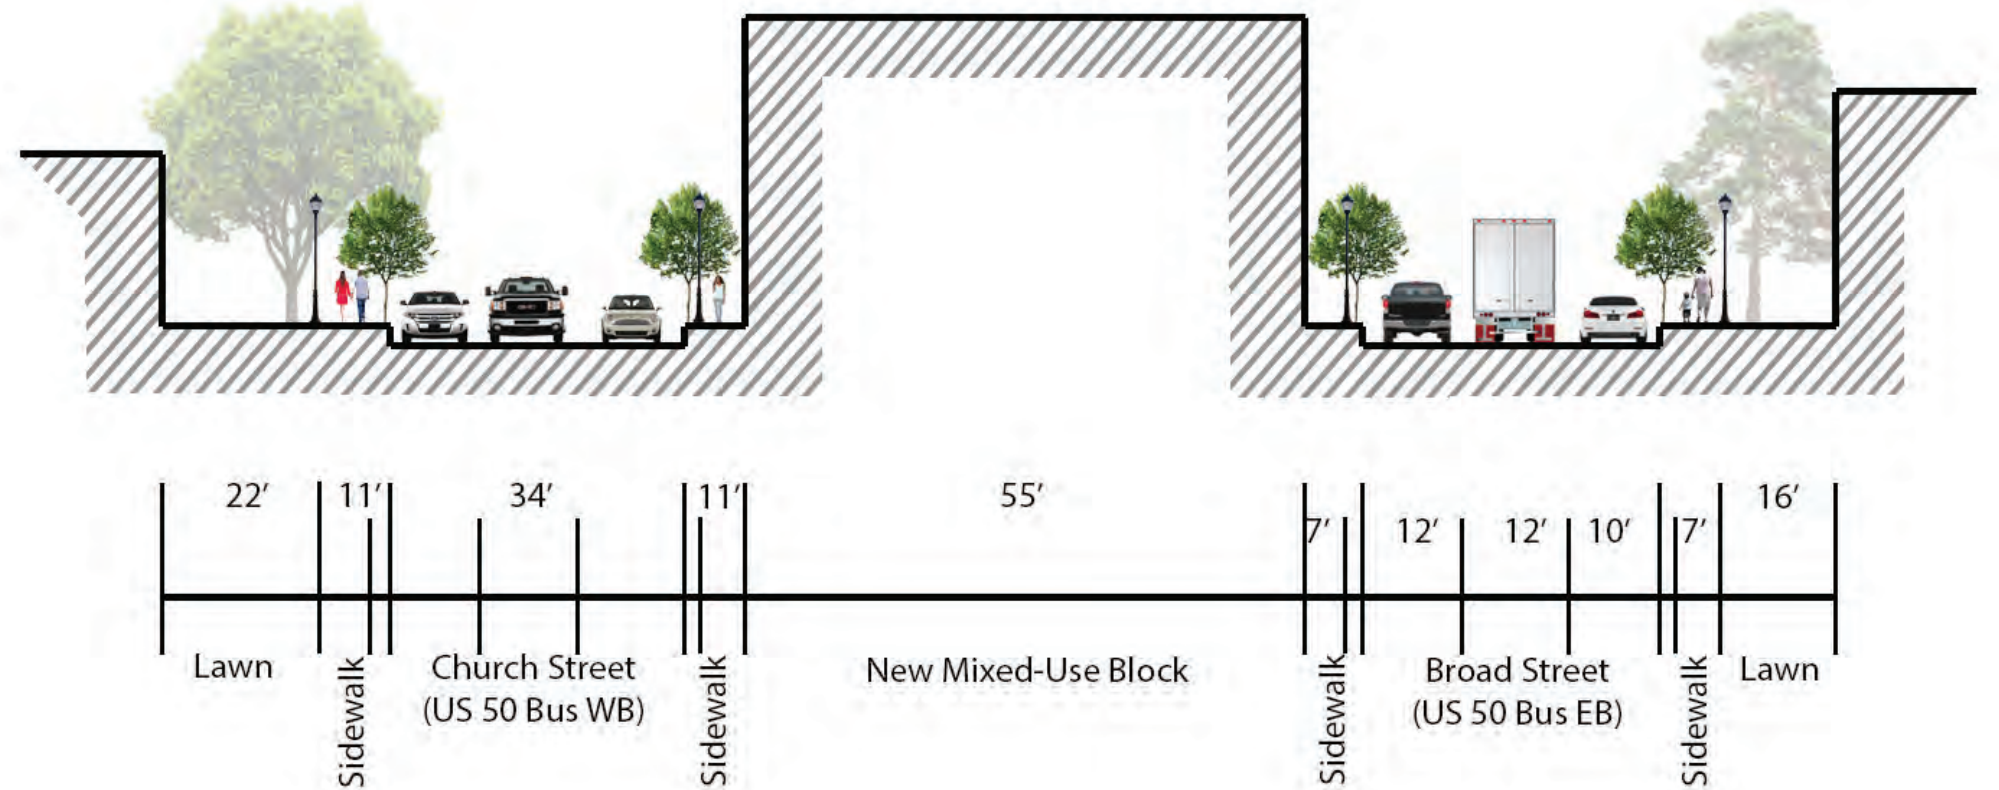 22’
11’
34’
11’
55’
7’
12’
12’
10’
7’
16’
Lawn
Sidewalk
Church Street
(US 50 Bus WB)
Sidewalk
New Mixed-Use Block
Sidewalk
Broad Street
(US 50 Bus EB)
Sidewalk
Lawn